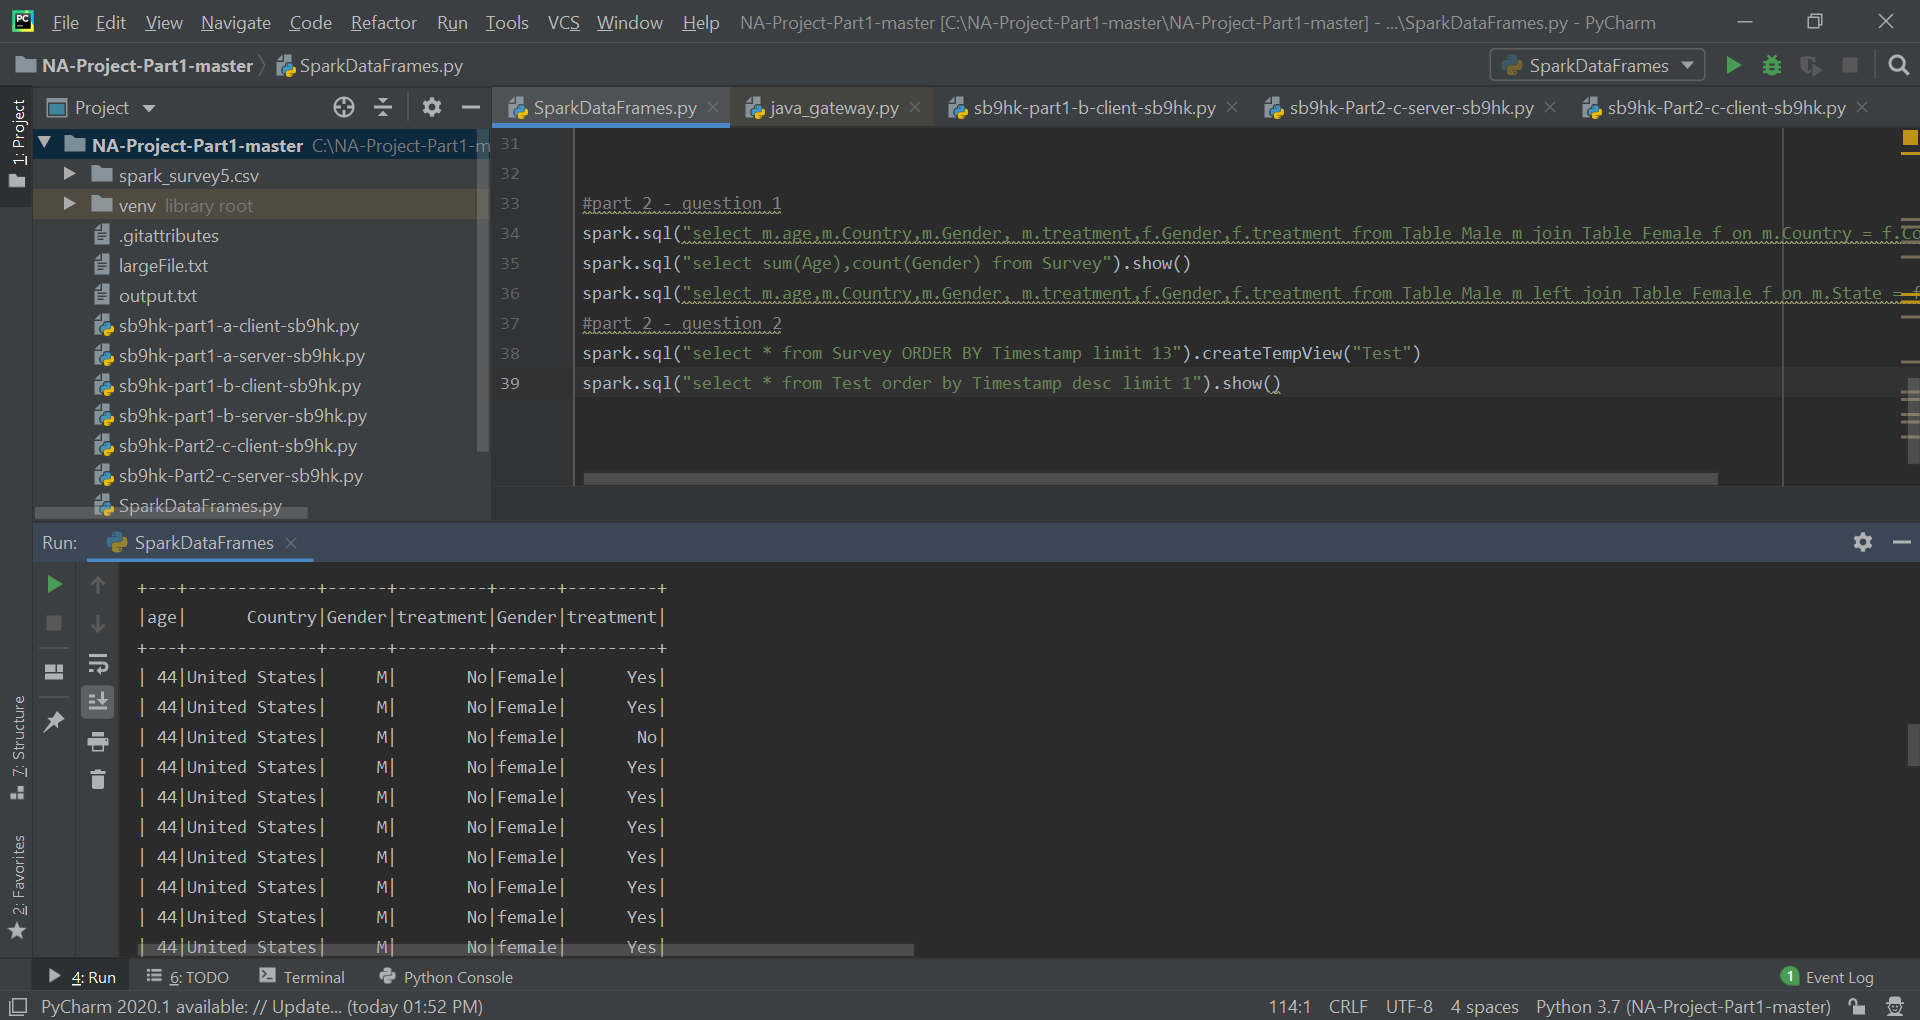 File Edit View Navigate Code Refactor Run Tools VCS Window Help NA-Project-Part1-master [C:\NA-Project-Part1-master\NA-Project-Part1-master] - ...\SparkDataFrames.py - PyCharm
NA-Project-Part1-master SparkDataFrames.py SparkDataFrames
Project SparkDataFrames.py java_gateway.py sb9hk-part1-b-client-sb9hk.py sb9hk-Part2-c-server-sb9hk.py sb9hk-Part2-c-client-sb9hk.py
1: Project
NA-Project-Part1-master C:\NA-Project-Part1-m
spark_survey5.csv
venv library root
.gitattributes
largeFile.txt
output.txt
sb9hk-part1-a-client-sb9hk.py
sb9hk-part1-a-server-sb9hk.py
sb9hk-part1-b-client-sb9hk.py
sb9hk-part1-b-server-sb9hk.py
sb9hk-Part2-c-client-sb9hk.py
sb9hk-Part2-c-server-sb9hk.py
SparkDataFrames.py
31
32
33 #part 2 - question 1
34 spark.sql("select m.age,m.Country,m.Gender, m.treatment,f.Gender,f.treatment from Table_Male m join Table_Female f on m.Country = f.Co
35 spark.sql("select sum(Age),count(Gender) from Survey").show()
36 spark.sql("select m.age,m.Country,m.Gender, m.treatment,f.Gender,f.treatment from Table_Male m left join Table_Female f on m.State = f
37 #part 2 - question 2
38 spark.sql("select * from Survey ORDER BY Timestamp limit 13").createTempView("Test")
39 spark.sql("select * from Test order by Timestamp desc limit 1").show()
Run: SparkDataFrames
+---+-------------+------+---------+------+---------+
|age|      Country|Gender|treatment|Gender|treatment|
+---+-------------+------+---------+------+---------+
| 44|United States|     M|       No|Female|      Yes|
| 44|United States|     M|       No|Female|      Yes|
| 44|United States|     M|       No|female|       No|
| 44|United States|     M|       No|female|      Yes|
| 44|United States|     M|       No|Female|      Yes|
| 44|United States|     M|       No|Female|      Yes|
| 44|United States|     M|       No|Female|      Yes|
| 44|United States|     M|       No|Female|      Yes|
| 44|United States|     M|       No|female|      Yes|
| 44|United States|     M|       No|female|      Yes|
7: Structure
2: Favorites
4: Run 6: TODO Terminal Python Console 1 Event Log
PyCharm 2020.1 available: // Update... (today 01:52 PM) 114:1 CRLF UTF-8 4 spaces Python 3.7 (NA-Project-Part1-master)